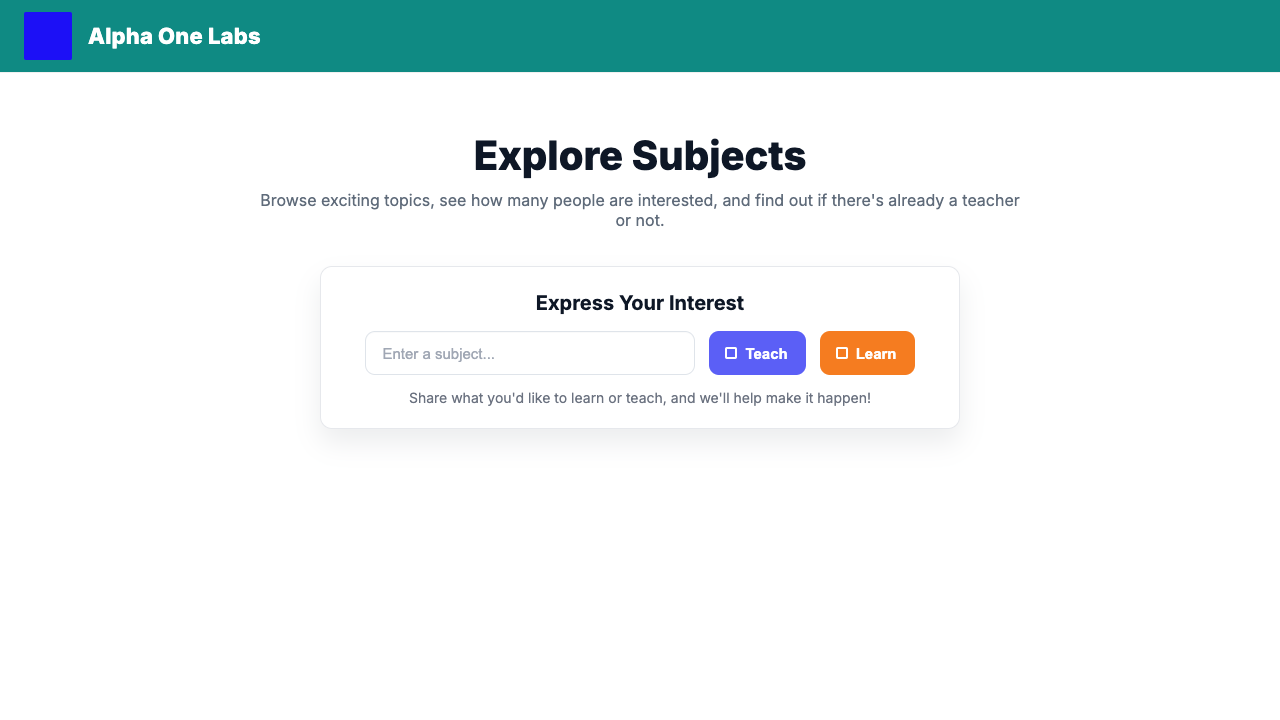 Alpha One Labs
Explore Subjects
Browse exciting topics, see how many people are interested, and find out if there's already a teacher
or not.
Express Your Interest
Enter a subject...
Teach
Learn
Share what you'd like to learn or teach, and we'll help make it happen!